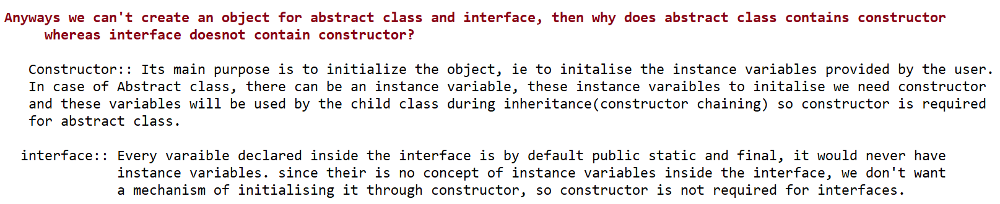 Anyways we can't create an object for abstract class and interface, then why does abstract class contains constructor
whereas interface doesnot contain constructor?
Constructor:: Its main purpose is to initialize the object, ie to initalise the instance variables provided by the user.
In case of Abstract class, there can be an instance variable, these instance varaibles to initalise we need constructor
and these variables will be used by the child class during inheritance(constructor chaining) so constructor is required
for abstract class.
interface:: Every varaible declared inside the interface is by default public static and final, it would never have
instance variables. since their is no concept of instance variables inside the interface, we don't want
a mechanism of initialising it through constructor, so constructor is not required for interfaces.